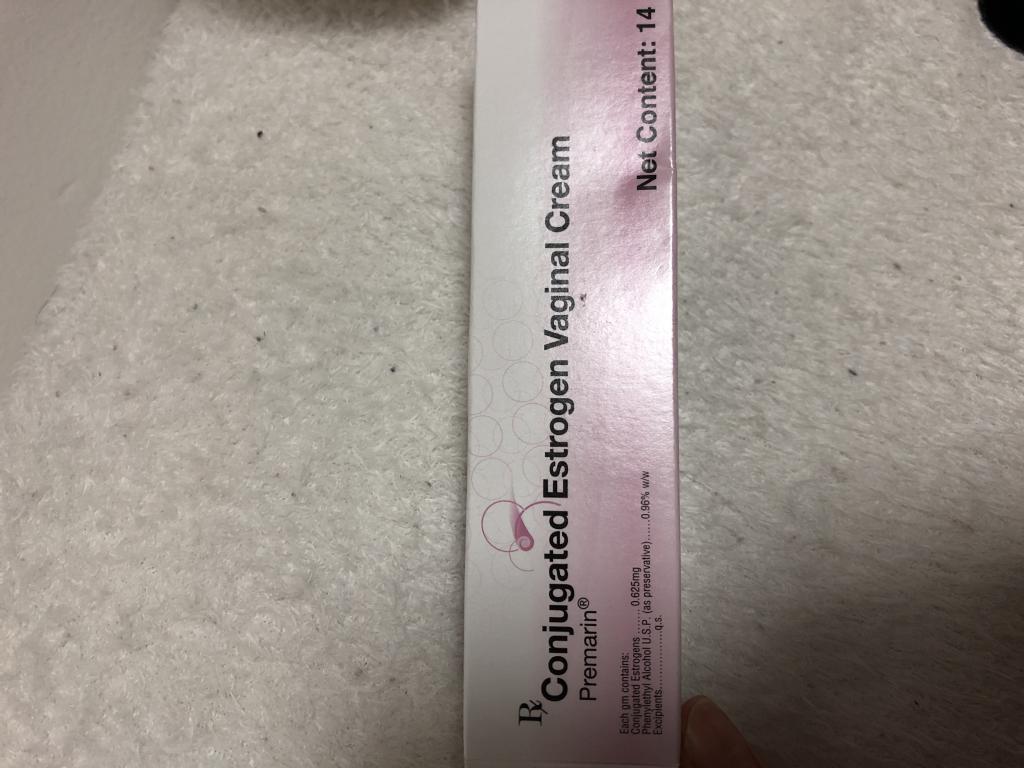 Rx
Conjugated Estrogen Vaginal Cream
Premarin®
Net Content: 14
Each gm contains:
Conjugated Estrogens ....... 0.625mg
Phenylethyl Alcohol U.S.P. (as preservative)......0.96% w/w
Excipients................q.s.